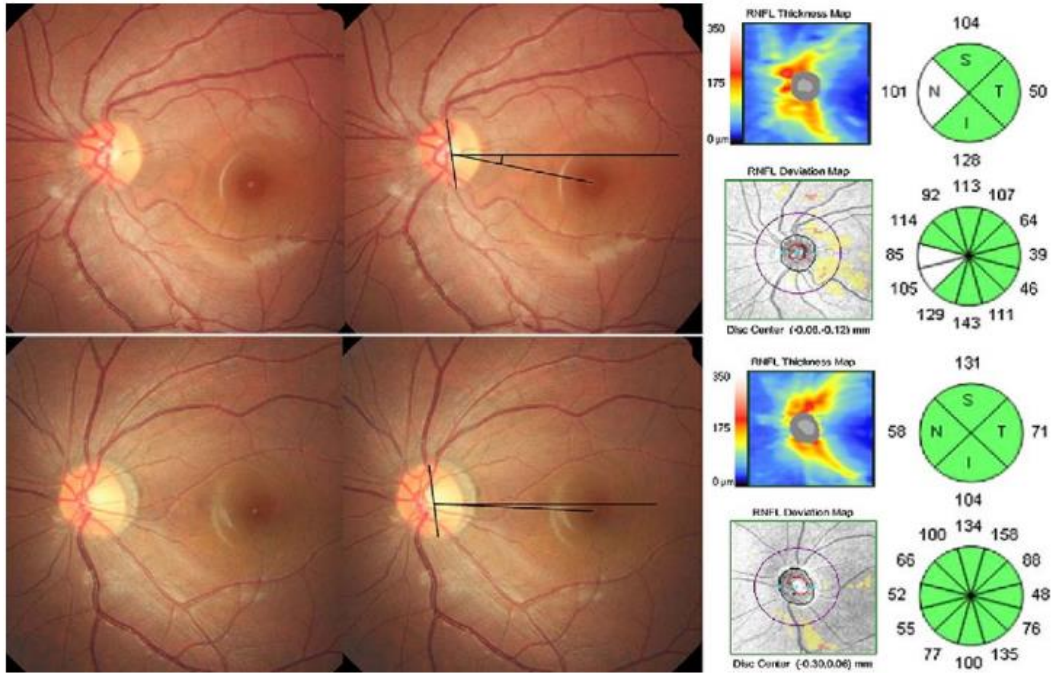 RNFL Thickness Map
350
175
0 µm
104
S
101 N T 50
I
128
RNFL Deviation Map
Disc Center (-0.06,-0.12) mm
113
92 107
114 64
85 39
105 46
129 111
143
RNFL Thickness Map
350
175
0 µm
131
S
58 N T 71
I
104
RNFL Deviation Map
Disc Center (-0.30,0.06) mm
134
100 158
66 88
52 48
55 76
77 135
100